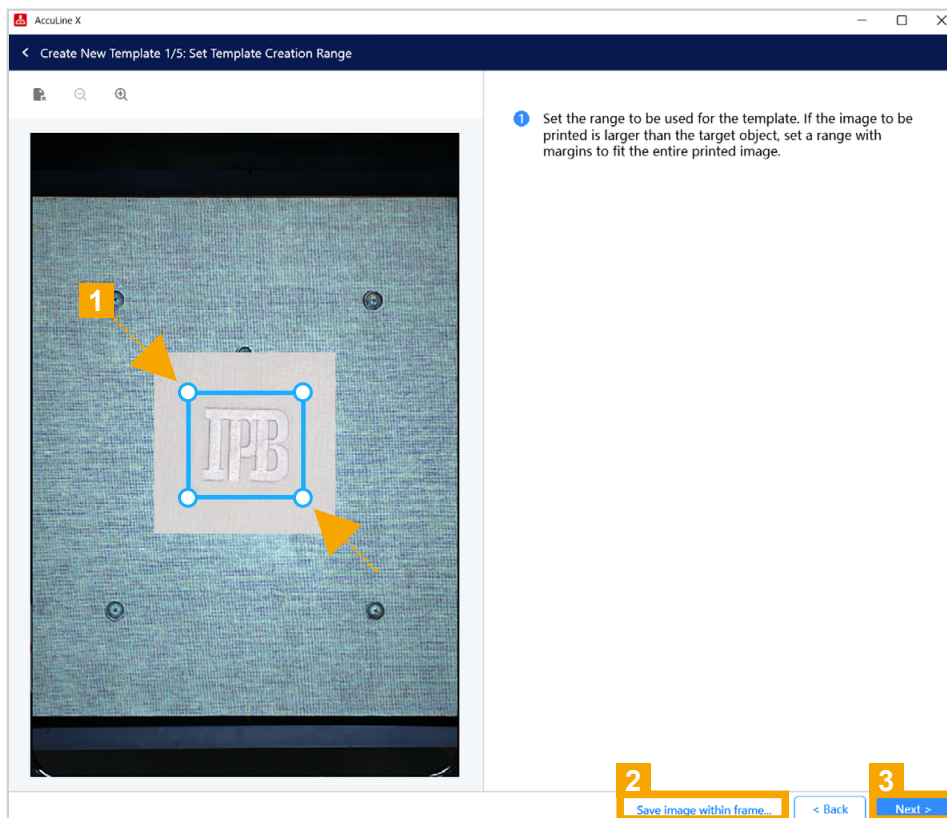 AccuLine X
Create New Template 1/5: Set Template Creation Range
1 Set the range to be used for the template. If the image to be
printed is larger than the target object, set a range with
margins to fit the entire printed image.
1
IPB
2
3
Save image within frame...
< Back
Next >